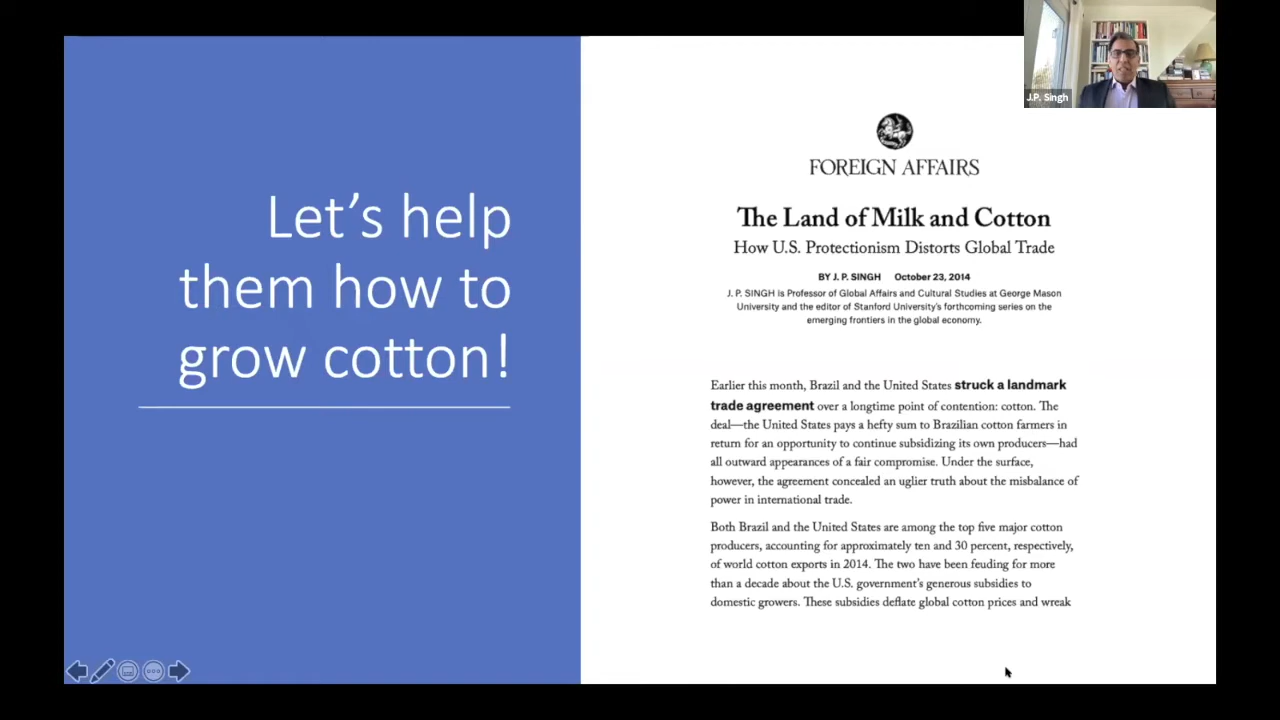 Let's help
them how to
grow cotton!
J.P. Singh
FOREIGN AFFAIRS
The Land of Milk and Cotton
How U.S. Protectionism Distorts Global Trade
BY J. P. SINGH October 23, 2014
J. P. SINGH is Professor of Global Affairs and Cultural Studies at George Mason
University and the editor of Stanford University's forthcoming series on the
emerging frontiers in the global economy.
Earlier this month, Brazil and the United States struck a landmark
trade agreement over a longtime point of contention: cotton. The
deal—the United States pays a hefty sum to Brazilian cotton farmers in
return for an opportunity to continue subsidizing its own producers—had
all outward appearances of a fair compromise. Under the surface,
however, the agreement concealed an uglier truth about the misbalance of
power in international trade.
Both Brazil and the United States are among the top five major cotton
producers, accounting for approximately ten and 30 percent, respectively,
of world cotton exports in 2014. The two have been feuding for more
than a decade about the U.S. government's generous subsidies to
domestic growers. These subsidies deflate global cotton prices and wreak